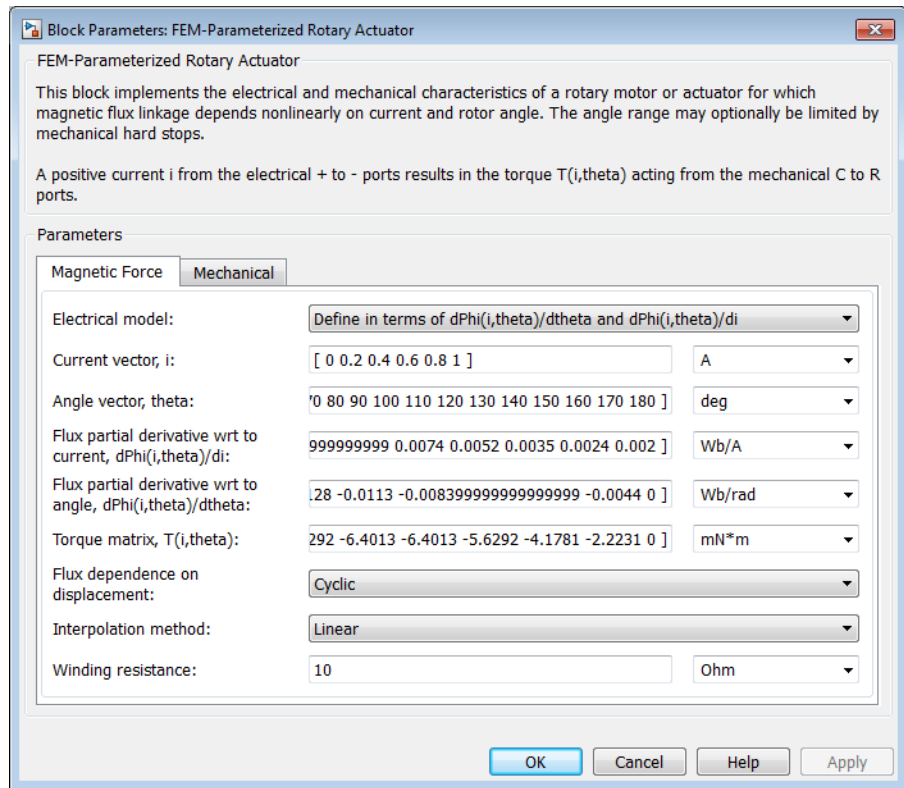 Block Parameters: FEM-Parameterized Rotary Actuator
FEM-Parameterized Rotary Actuator
This block implements the electrical and mechanical characteristics of a rotary motor or actuator for which
magnetic flux linkage depends nonlinearly on current and rotor angle. The angle range may optionally be limited by
mechanical hard stops.
A positive current i from the electrical + to - ports results in the torque T(i,theta) acting from the mechanical C to R
ports.
Parameters
Magnetic Force Mechanical
Electrical model: Define in terms of dPhi(i,theta)/dtheta and dPhi(i,theta)/di
Current vector, i: [ 0 0.2 0.4 0.6 0.8 1 ] A
Angle vector, theta: 70 80 90 100 110 120 130 140 150 160 170 180 ] deg
Flux partial derivative wrt to
current, dPhi(i,theta)/di: 999999999 0.0074 0.0052 0.0035 0.0024 0.002 ] Wb/A
Flux partial derivative wrt to
angle, dPhi(i,theta)/dtheta: 128 -0.0113 -0.008399999999999999 -0.0044 0 ] Wb/rad
Torque matrix, T(i,theta): 292 -6.4013 -6.4013 -5.6292 -4.1781 -2.2231 0 ] mN*m
Flux dependence on
displacement: Cyclic
Interpolation method: Linear
Winding resistance: 10 Ohm
OK Cancel Help Apply